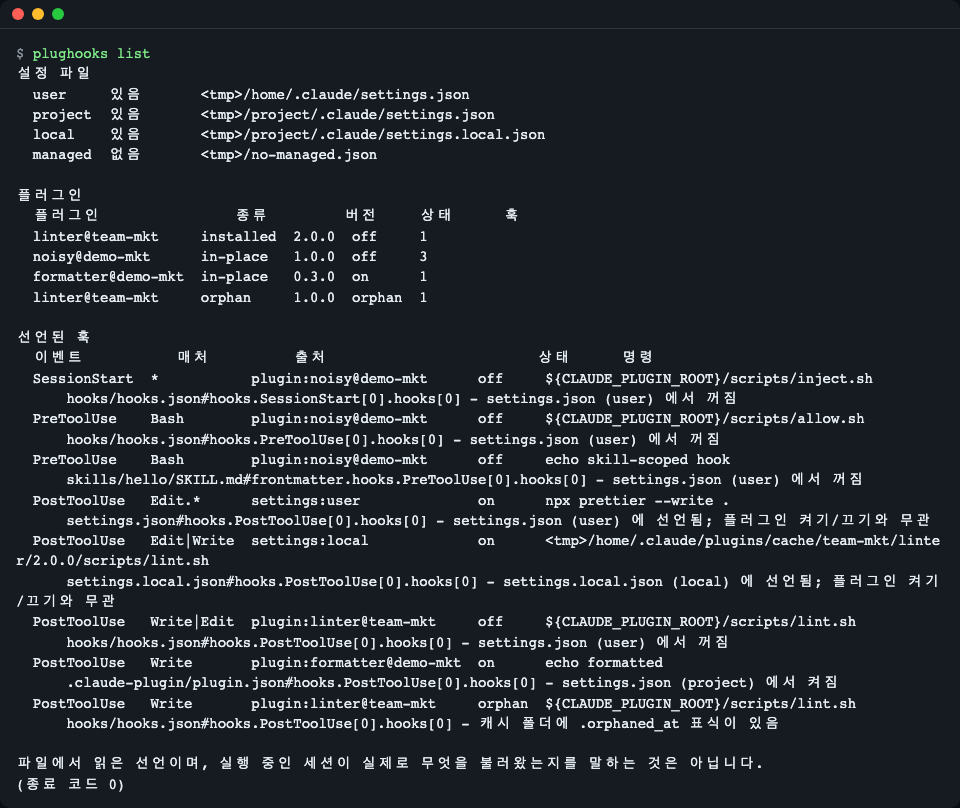 $ plughooks list
설정 파일
user 있음 <tmp>/home/.claude/settings.json
project 있음 <tmp>/project/.claude/settings.json
local 있음 <tmp>/project/.claude/settings.local.json
managed 없음 <tmp>/no-managed.json
플러그인
플러그인 종류 버전 상태 훅
linter@team-mkt installed 2.0.0 off 1
noisy@demo-mkt in-place 1.0.0 off 3
formatter@demo-mkt in-place 0.3.0 on 1
linter@team-mkt orphan 1.0.0 orphan 1
선언된 훅
이벤트 매처 출처 상태 명령
SessionStart * plugin:noisy@demo-mkt off ${CLAUDE_PLUGIN_ROOT}/scripts/inject.sh
hooks/hooks.json#hooks.SessionStart[0].hooks[0] - settings.json (user) 에서 꺼짐
PreToolUse Bash plugin:noisy@demo-mkt off ${CLAUDE_PLUGIN_ROOT}/scripts/allow.sh
hooks/hooks.json#hooks.PreToolUse[0].hooks[0] - settings.json (user) 에서 꺼짐
PreToolUse Bash plugin:noisy@demo-mkt off echo skill-scoped hook
skills/hello/SKILL.md#frontmatter.hooks.PreToolUse[0].hooks[0] - settings.json (user) 에서 꺼짐
PostToolUse Edit.* settings:user on npx prettier --write .
settings.json#hooks.PostToolUse[0].hooks[0] - settings.json (user) 에 선언됨; 플러그인 켜기/끄기와 무관
PostToolUse Edit|Write settings:local on <tmp>/home/.claude/plugins/cache/team-mkt/linte
r/2.0.0/scripts/lint.sh
settings.local.json#hooks.PostToolUse[0].hooks[0] - settings.local.json (local) 에 선언됨; 플러그인 켜기
/끄기와 무관
PostToolUse Write|Edit plugin:linter@team-mkt off ${CLAUDE_PLUGIN_ROOT}/scripts/lint.sh
hooks/hooks.json#hooks.PostToolUse[0].hooks[0] - settings.json (user) 에서 꺼짐
PostToolUse Write plugin:formatter@demo-mkt on echo formatted
.claude-plugin/plugin.json#hooks.PostToolUse[0].hooks[0] - settings.json (project) 에서 켜짐
PostToolUse Write plugin:linter@team-mkt orphan ${CLAUDE_PLUGIN_ROOT}/scripts/lint.sh
hooks/hooks.json#hooks.PostToolUse[0].hooks[0] - 캐시 폴더에 .orphaned_at 표식이 있음
파일에서 읽은 선언이며, 실행 중인 세션이 실제로 무엇을 불러왔는지를 말하는 것은 아닙니다.
(종료 코드 0)